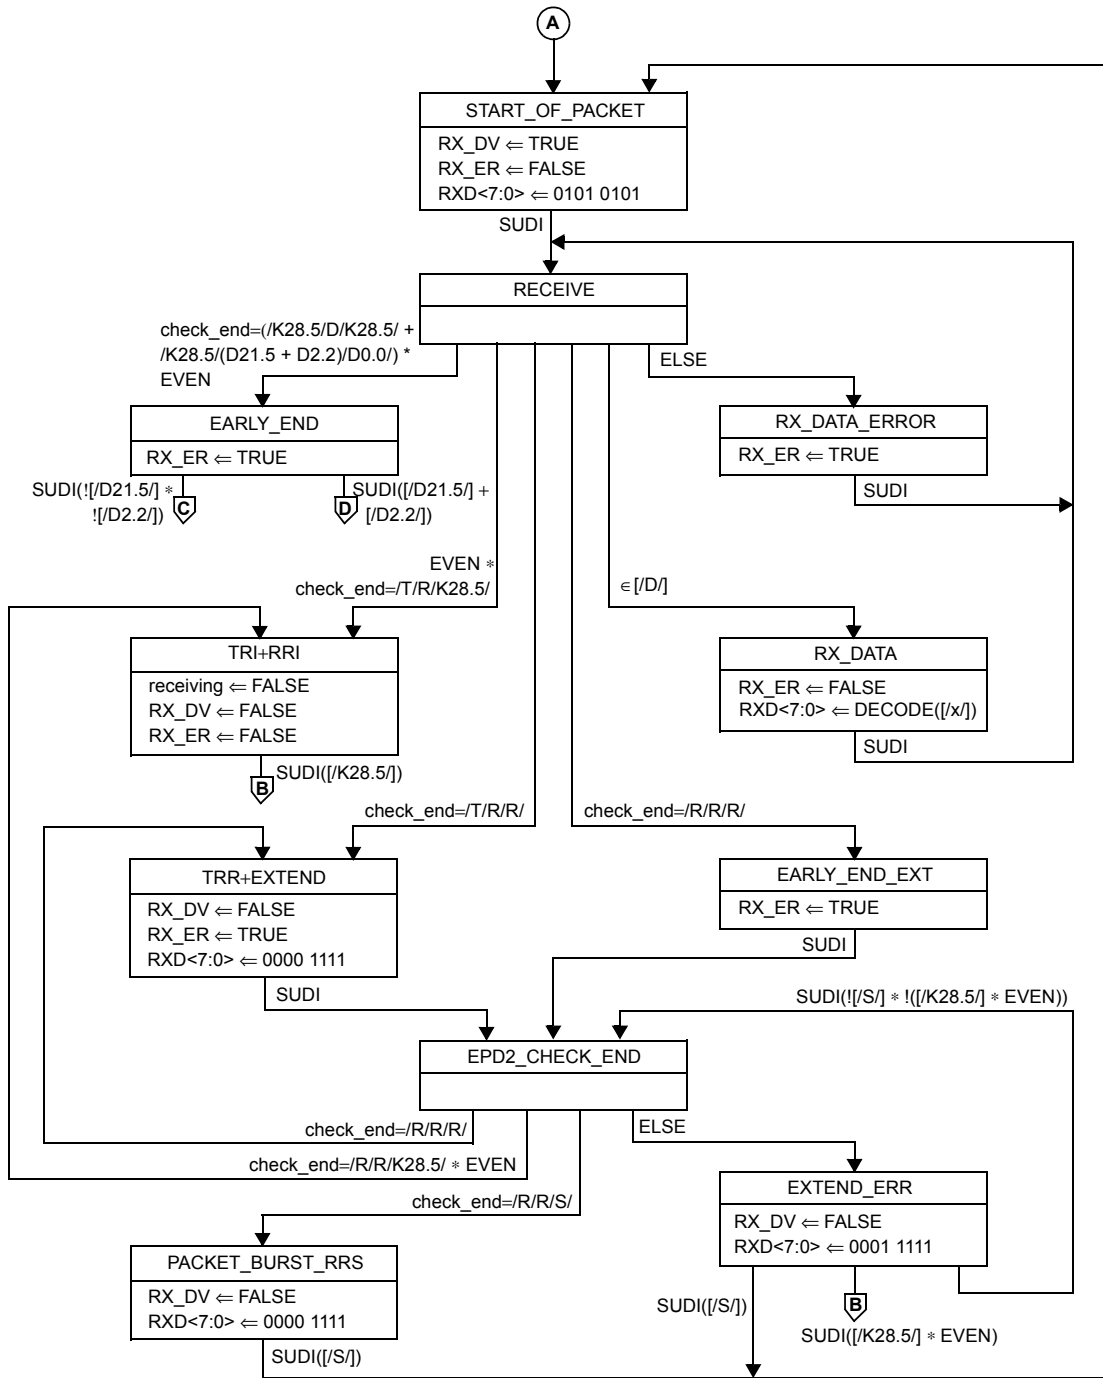 A
START_OF_PACKET
RX_DV ⇐ TRUE
RX_ER ⇐ FALSE
RXD<7:0> ⇐ 0101 0101
SUDI
RECEIVE
check_end=(/K28.5/D/K28.5/ +
/K28.5/(D21.5 + D2.2)/D0.0/) *
EVEN
ELSE
EARLY_END
RX_ER ⇐ TRUE
SUDI(![/D21.5/] *
![/D2.2/])
C
D
SUDI([/D21.5/] +
[/D2.2/])
RX_DATA_ERROR
RX_ER ⇐ TRUE
SUDI
EVEN *
check_end=/T/R/K28.5/
∈[/D/]
TRI+RRI
receiving ⇐ FALSE
RX_DV ⇐ FALSE
RX_ER ⇐ FALSE
SUDI([/K28.5/])
B
RX_DATA
RX_ER ⇐ FALSE
RXD<7:0> ⇐ DECODE([/x/])
SUDI
check_end=/T/R/R/
check_end=/R/R/R/
TRR+EXTEND
RX_DV ⇐ FALSE
RX_ER ⇐ TRUE
RXD<7:0> ⇐ 0000 1111
SUDI
EARLY_END_EXT
RX_ER ⇐ TRUE
SUDI
SUDI(![/S/] * !([/K28.5/] * EVEN))
EPD2_CHECK_END
check_end=/R/R/R/
ELSE
check_end=/R/R/K28.5/ * EVEN
check_end=/R/R/S/
EXTEND_ERR
RX_DV ⇐ FALSE
RXD<7:0> ⇐ 0001 1111
PACKET_BURST_RRS
RX_DV ⇐ FALSE
RXD<7:0> ⇐ 0000 1111
SUDI([/S/])
SUDI([/S/])
B
SUDI([/K28.5/] * EVEN)